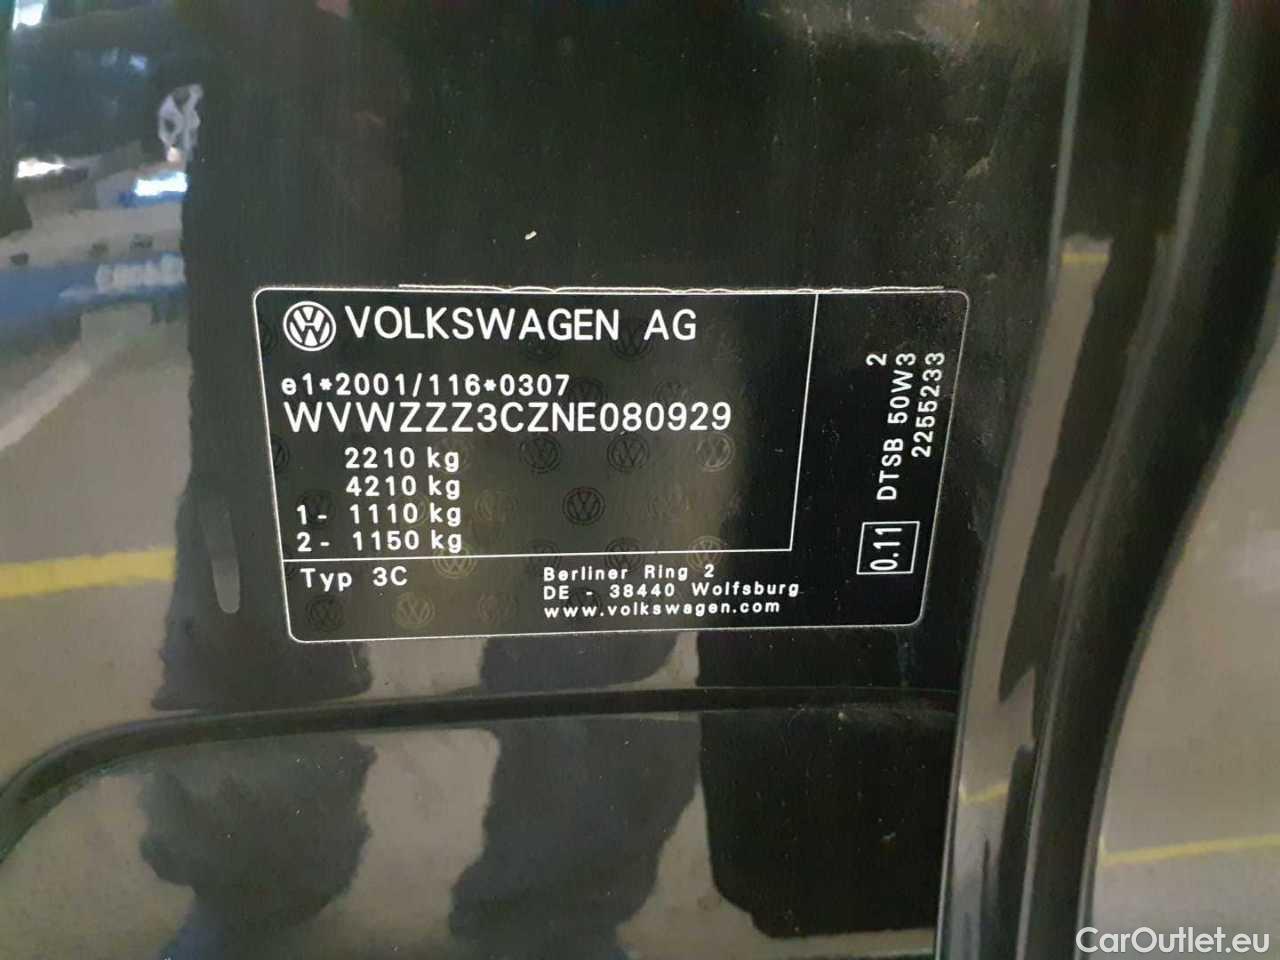 VOLKSWAGEN AG
e1*2001/116*0307
WVWZZZ3CZNE080929
2210 kg
4210 kg
1- 1110 kg
2- 1150 kg
Typ 3C
Berliner Ring 2
DE - 38440 Wolfsburg
www.volkswagen.com
2
DTSB 50W3
2255233
0.11
CarOutlet.eu